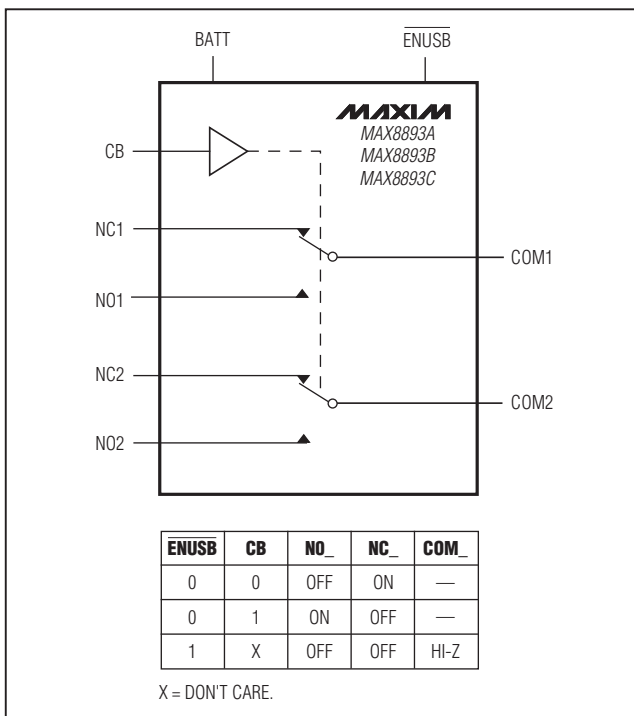 BATT ENUSB
MAXIM
MAX8893A
MAX8893B
MAX8893C
CB
NC1
COM1
NO1
NC2
COM2
NO2
ENUSB CB NO_ NC_ COM_
0 0 OFF ON —
0 1 ON OFF —
1 X OFF OFF HI-Z
X = DON'T CARE.